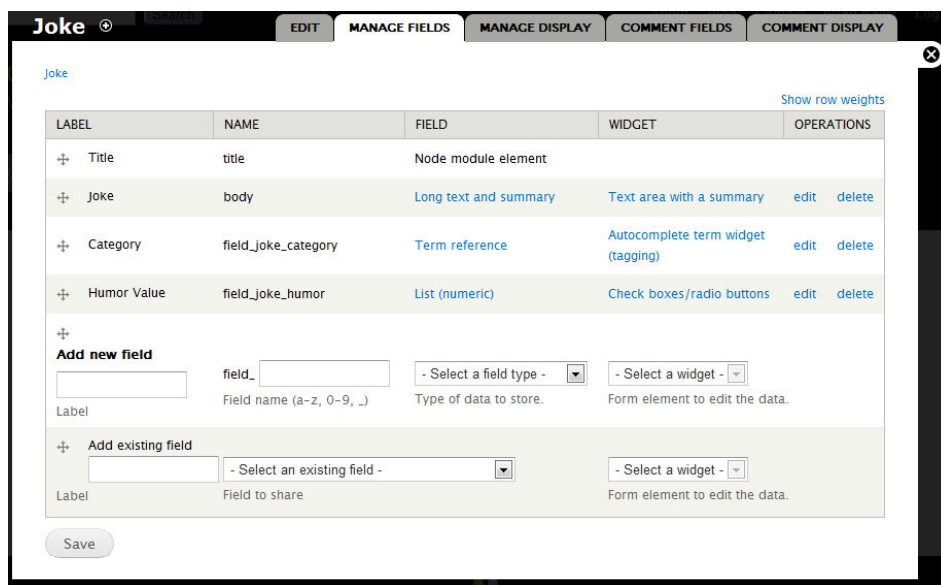 Search
Joke
EDIT MANAGE FIELDS MANAGE DISPLAY COMMENT FIELDS COMMENT DISPLAY
Joke
Show row weights
LABEL NAME FIELD WIDGET OPERATIONS
Title title Node module element
Joke body Long text and summary Text area with a summary edit delete
Category field_joke_category Term reference Autocomplete term widget (tagging) edit delete
Humor Value field_joke_humor List (numeric) Check boxes/radio buttons edit delete
Add new field
field_ - Select a field type - - Select a widget -
Label Field name (a-z, 0-9, _) Type of data to store. Form element to edit the data.
Add existing field
- Select an existing field - - Select a widget -
Label Field to share Form element to edit the data.
Save